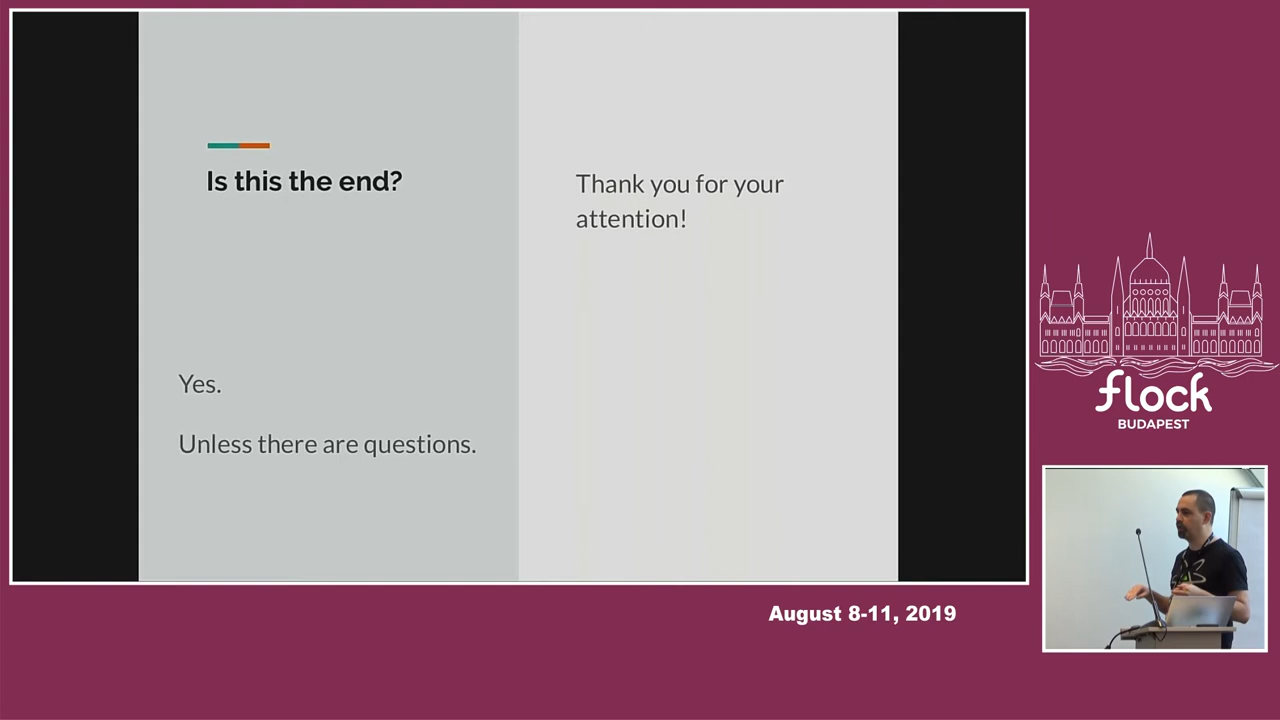 Is this the end?
Yes.
Unless there are questions.
Thank you for your
attention!
flock
BUDAPEST
August 8-11, 2019